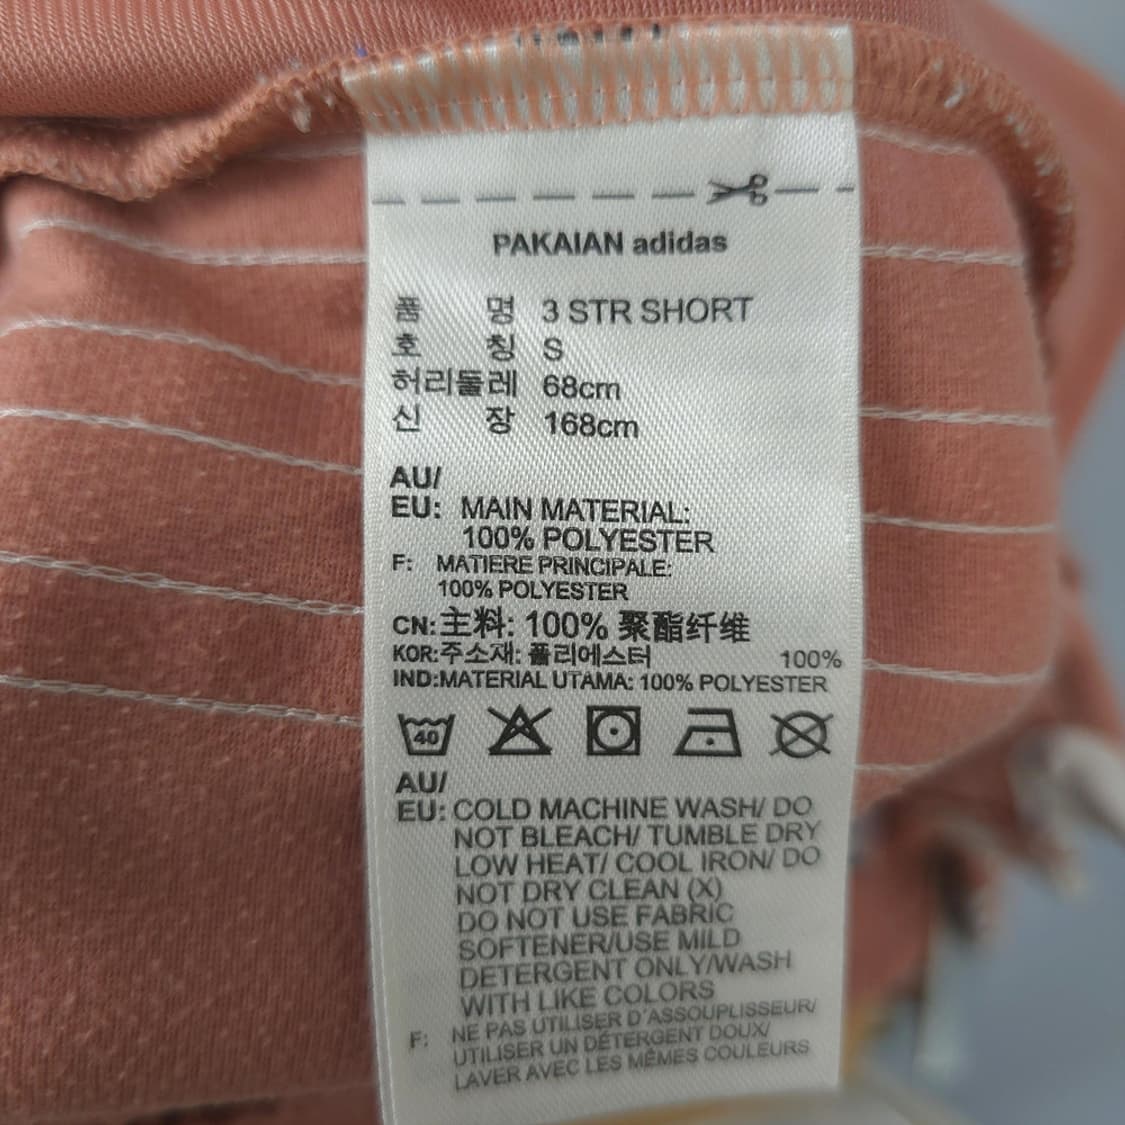 PAKAIAN adidas
품 명 3 STR SHORT
호 칭 S
허리둘레 68cm
신 장 168cm
AU/
EU: MAIN MATERIAL:
100% POLYESTER
F: MATIERE PRINCIPALE:
100% POLYESTER
CN: 主料: 100% 聚酯纤维
KOR:주소재: 폴리에스터 100%
IND:MATERIAL UTAMA: 100% POLYESTER
40
AU/
EU: COLD MACHINE WASH/ DO
NOT BLEACH/ TUMBLE DRY
LOW HEAT/ COOL IRON/ DO
NOT DRY CLEAN (X)
DO NOT USE FABRIC
SOFTENER/USE MILD
DETERGENT ONLY/WASH
WITH LIKE COLORS
F: NE PAS UTILISER D'ASSOUPLISSEUR/
UTILISER UN DÉTERGENT DOUX/
LAVER AVEC LES MÊMES COULEURS